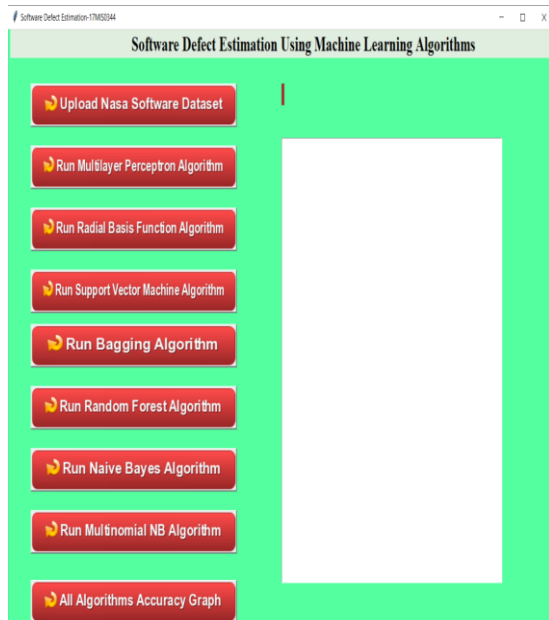 Software Defect Estimation-17MIS0344
Software Defect Estimation Using Machine Learning Algorithms
Upload Nasa Software Dataset
Run Multilayer Perceptron Algorithm
Run Radial Basis Function Algorithm
Run Support Vector Machine Algorithm
Run Bagging Algorithm
Run Random Forest Algorithm
Run Naive Bayes Algorithm
Run Multinomial NB Algorithm
All Algorithms Accuracy Graph